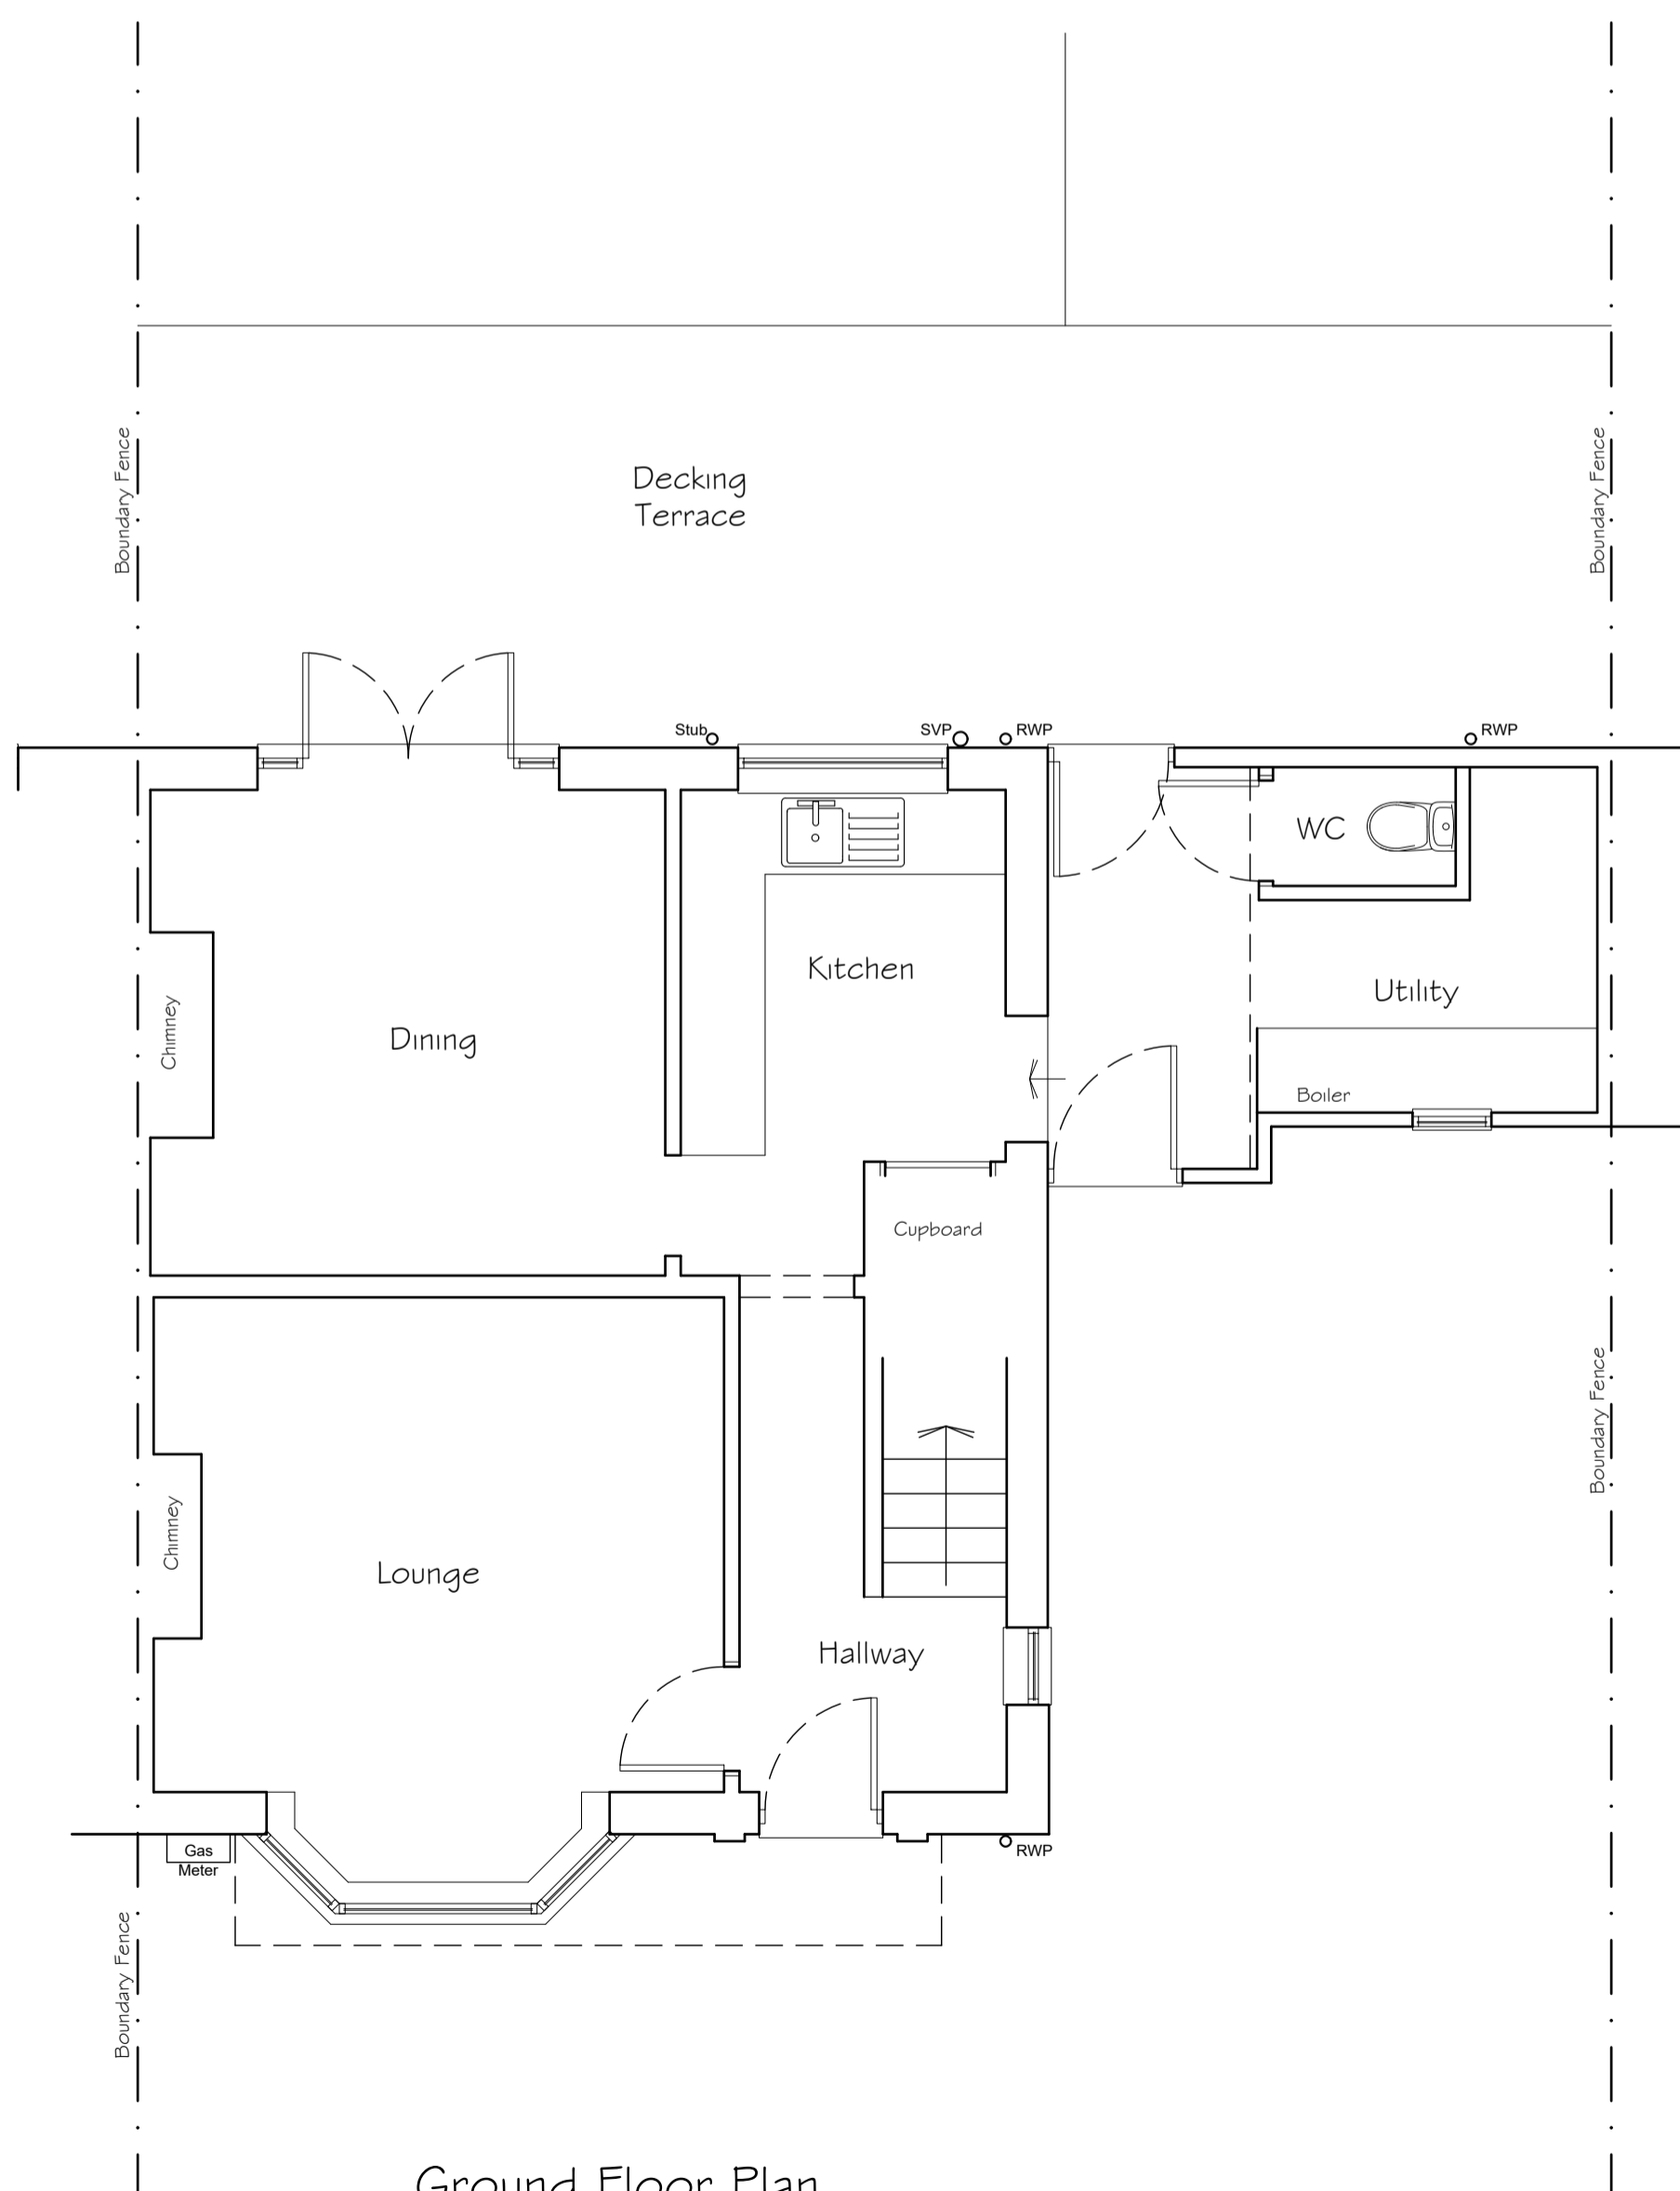 Boundary Fence
Boundary Fence
Decking
Terrace
Stub
SVP
RWP
RWP
WC
Kitchen
Utility
Chimney
Dining
Boiler
Cupboard
Boundary Fence
Chimney
Lounge
Hallway
Gas
Meter
RWP
Boundary Fence
Ground Floor Plan